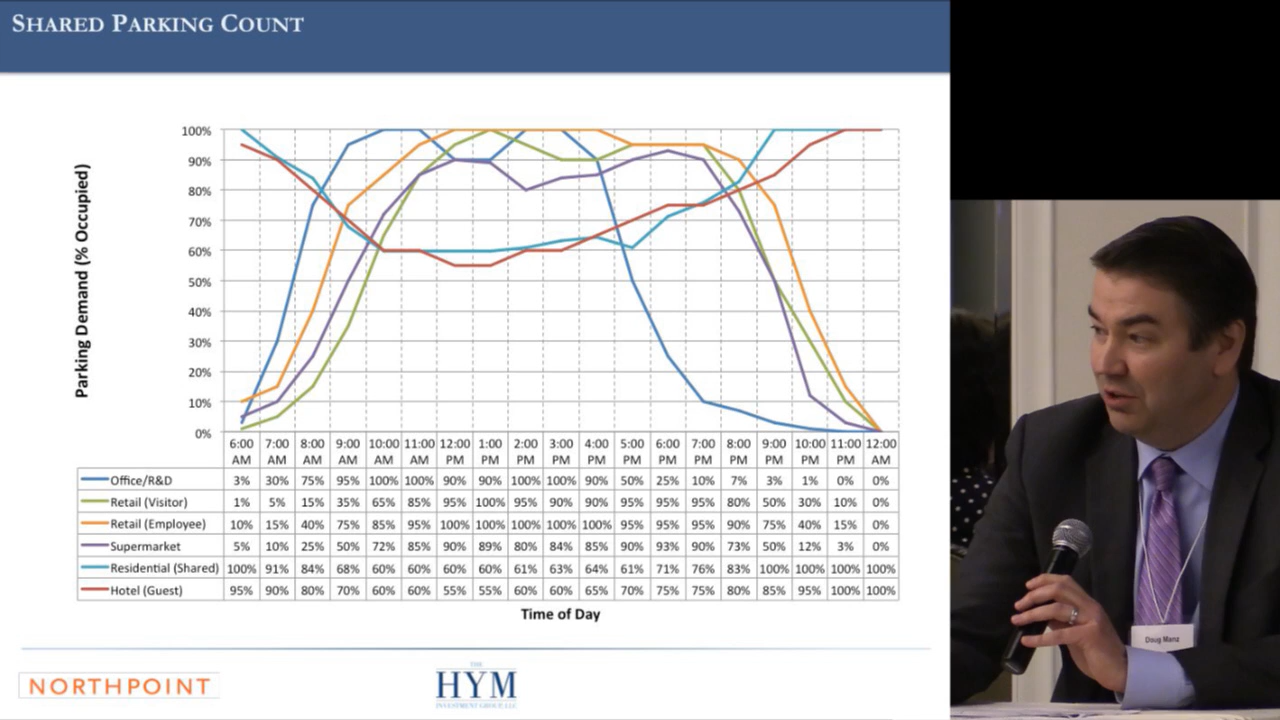 SHARED PARKING COUNT
Parking Demand (% Occupied)
100%
90%
80%
70%
60%
50%
40%
30%
20%
10%
0%
6:00 AM 7:00 AM 8:00 AM 9:00 AM 10:00 AM 11:00 AM 12:00 PM 1:00 PM 2:00 PM 3:00 PM 4:00 PM 5:00 PM 6:00 PM 7:00 PM 8:00 PM 9:00 PM 10:00 PM 11:00 PM 12:00 AM
Office/R&D 3% 30% 75% 95% 100% 100% 90% 90% 100% 100% 90% 50% 25% 10% 7% 3% 1% 0% 0%
Retail (Visitor) 1% 5% 15% 35% 65% 85% 95% 100% 95% 90% 90% 95% 95% 95% 80% 50% 30% 10% 0%
Retail (Employee) 10% 15% 40% 75% 85% 95% 100% 100% 100% 100% 100% 95% 95% 95% 90% 75% 40% 15% 0%
Supermarket 5% 10% 25% 50% 72% 85% 90% 89% 80% 84% 85% 90% 93% 90% 73% 50% 12% 3% 0%
Residential (Shared) 100% 91% 84% 68% 60% 60% 60% 60% 61% 63% 64% 61% 71% 76% 83% 100% 100% 100% 100%
Hotel (Guest) 95% 90% 80% 70% 60% 60% 55% 55% 60% 60% 65% 70% 75% 75% 80% 85% 95% 100% 100%
Time of Day
NORTHPOINT
THE
HYM
INVESTMENT GROUP, LLC
Doug Manz